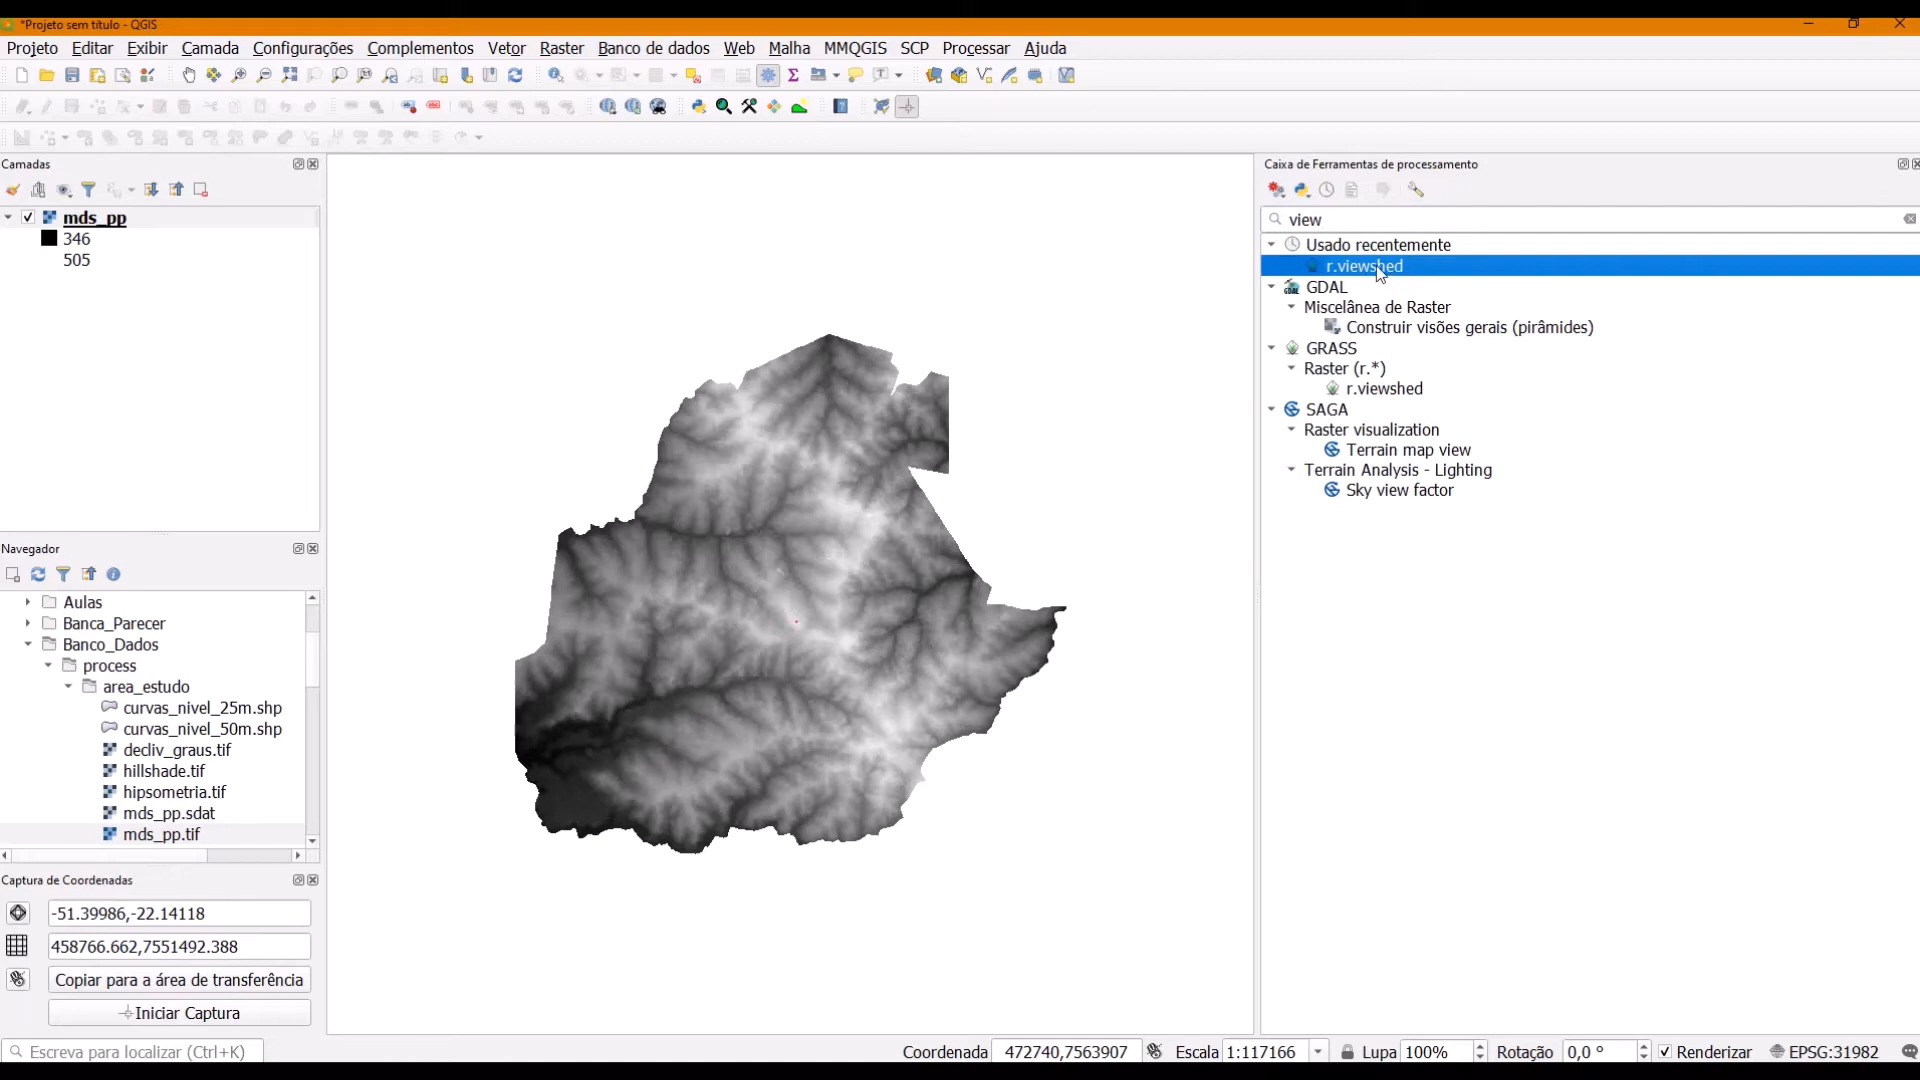 *Projeto sem título - QGIS
Projeto Editar Exibir Camada Configurações Complementos Vetor Raster Banco de dados Web Malha MMQGIS SCP Processar Ajuda
Camadas
mds_pp
346
505
Navegador
Aulas
Banca_Parecer
Banco_Dados
process
area_estudo
curvas_nivel_25m.shp
curvas_nivel_50m.shp
decliv_graus.tif
hillshade.tif
hipsometria.tif
mds_pp.sdat
mds_pp.tif
Captura de Coordenadas
-51.39986,-22.14118
458766.662,7551492.388
Copiar para a área de transferência
Iniciar Captura
Caixa de Ferramentas de processamento
view
Usado recentemente
r.viewshed
GDAL
Miscelânea de Raster
Construir visões gerais (pirâmides)
GRASS
Raster (r.*)
r.viewshed
SAGA
Raster visualization
Terrain map view
Terrain Analysis - Lighting
Sky view factor
Escreva para localizar (Ctrl+K) Coordenada 472740,7563907 Escala 1:117166 Lupa 100% Rotação 0,0 ° Renderizar EPSG:31982